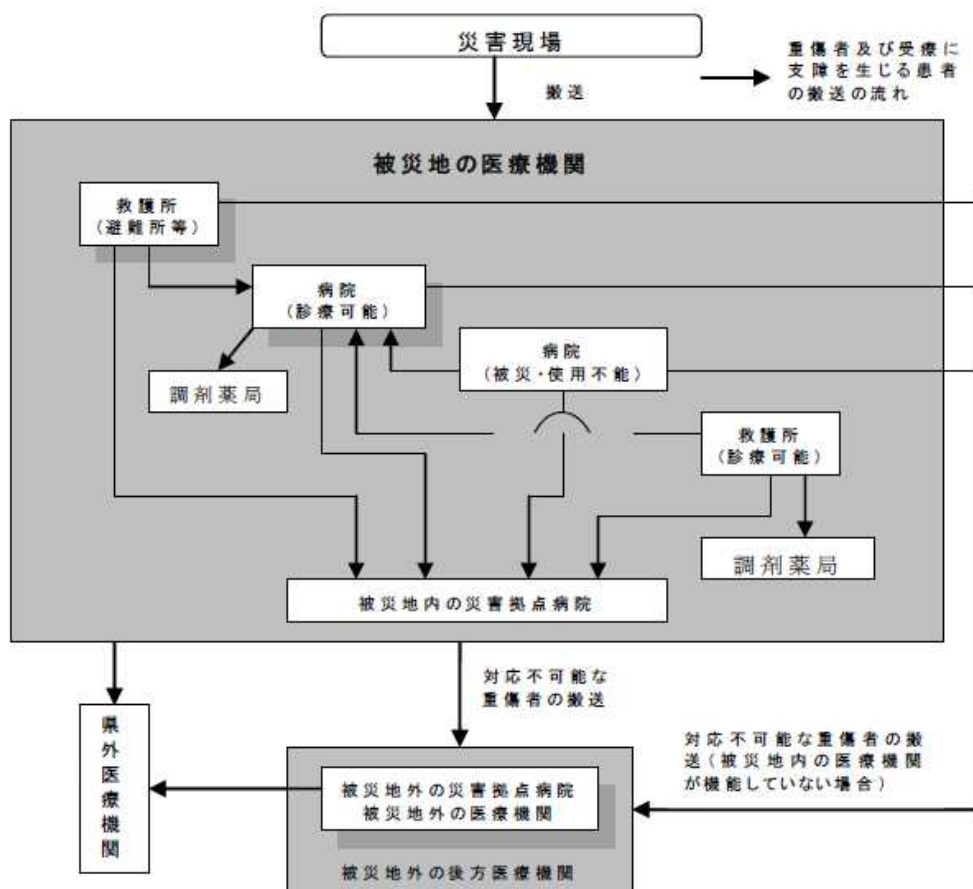 災害現場
搬送
重傷者及び受療に
支障を生じる患者
の搬送の流れ
被災地の医療機関
救護所
（避難所等）
病院
（診療可能）
病院
（被災・使用不能）
調剤薬局
救護所
（診療可能）
調剤薬局
被災地内の災害拠点病院
対応不可能な
重傷者の搬送
県外医療機関
対応不可能な重傷者の搬
送（被災地内の医療機関
が機能していない場合）
被災地外の災害拠点病院
被災地外の医療機関
被災地外の後方医療機関